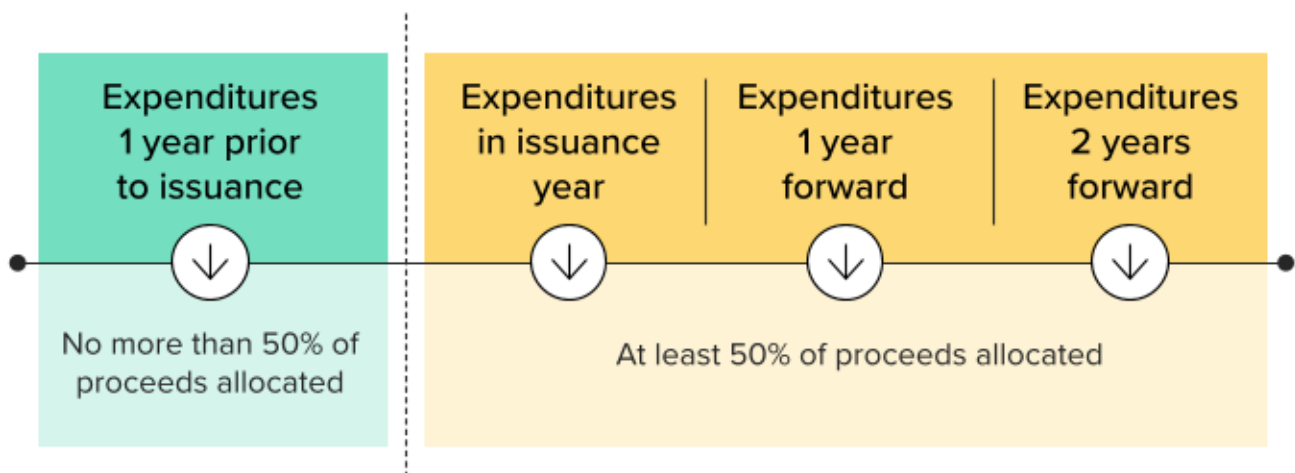 Expenditures
1 year prior
to issuance
Expenditures
in issuance
year
Expenditures
1 year
forward
Expenditures
2 years
forward
No more than 50% of
proceeds allocated
At least 50% of proceeds allocated